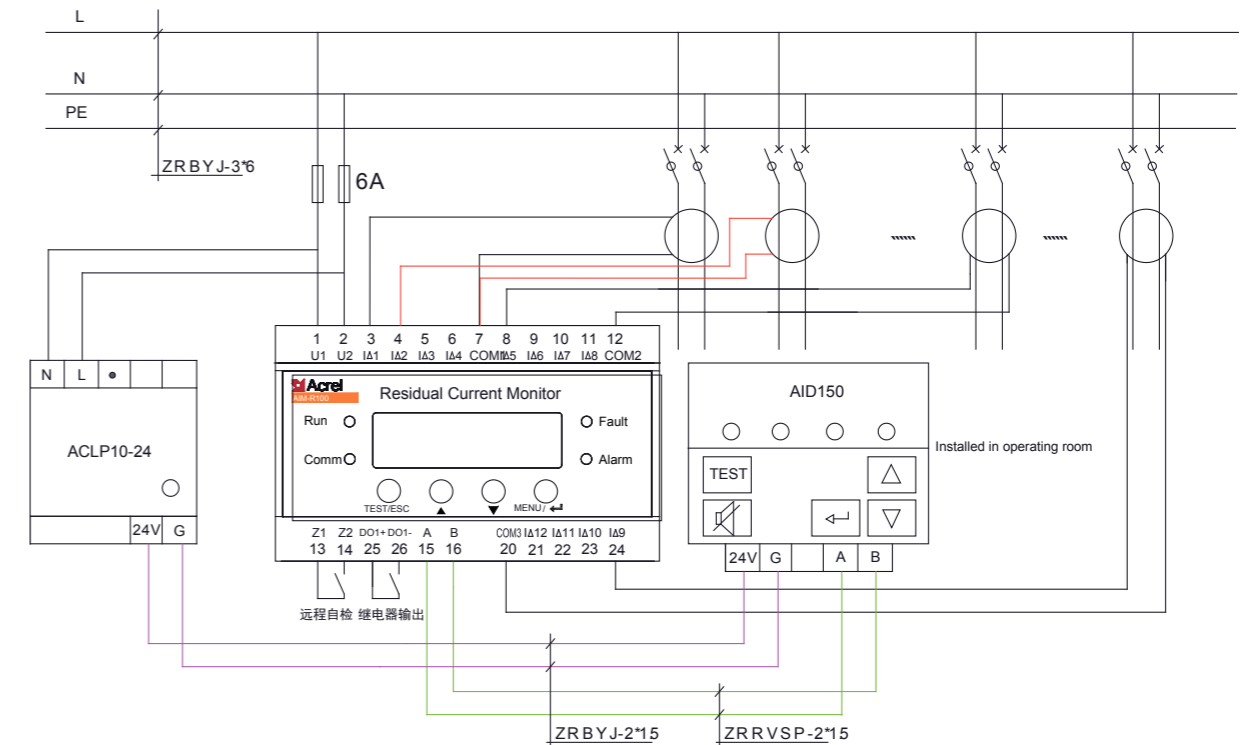 L
N
PE
ZRBYJ-3*6
6A
1 2 3 4 5 6 7 8 9 10 11 12
U1 U2 IΔ1 IΔ2 IΔ3 IΔ4 COM1 IΔ5 IΔ6 IΔ7 IΔ8 COM2
N L
ACLP10-24
24V G
Acrel
AIM-R100
Residual Current Monitor
Run
Fault
Comm
Alarm
TEST/ESC ▲ ▼ MENU/
Z1 Z2 DO1+ DO1- A B COM3 IΔ12 IΔ11 IΔ10 IΔ9
13 14 25 26 15 16 20 21 22 23 24
远程自检 继电器输出
AID150
Installed in operating room
TEST
24V G A B
ZRBYJ-2*15
ZRRVSP-2*15